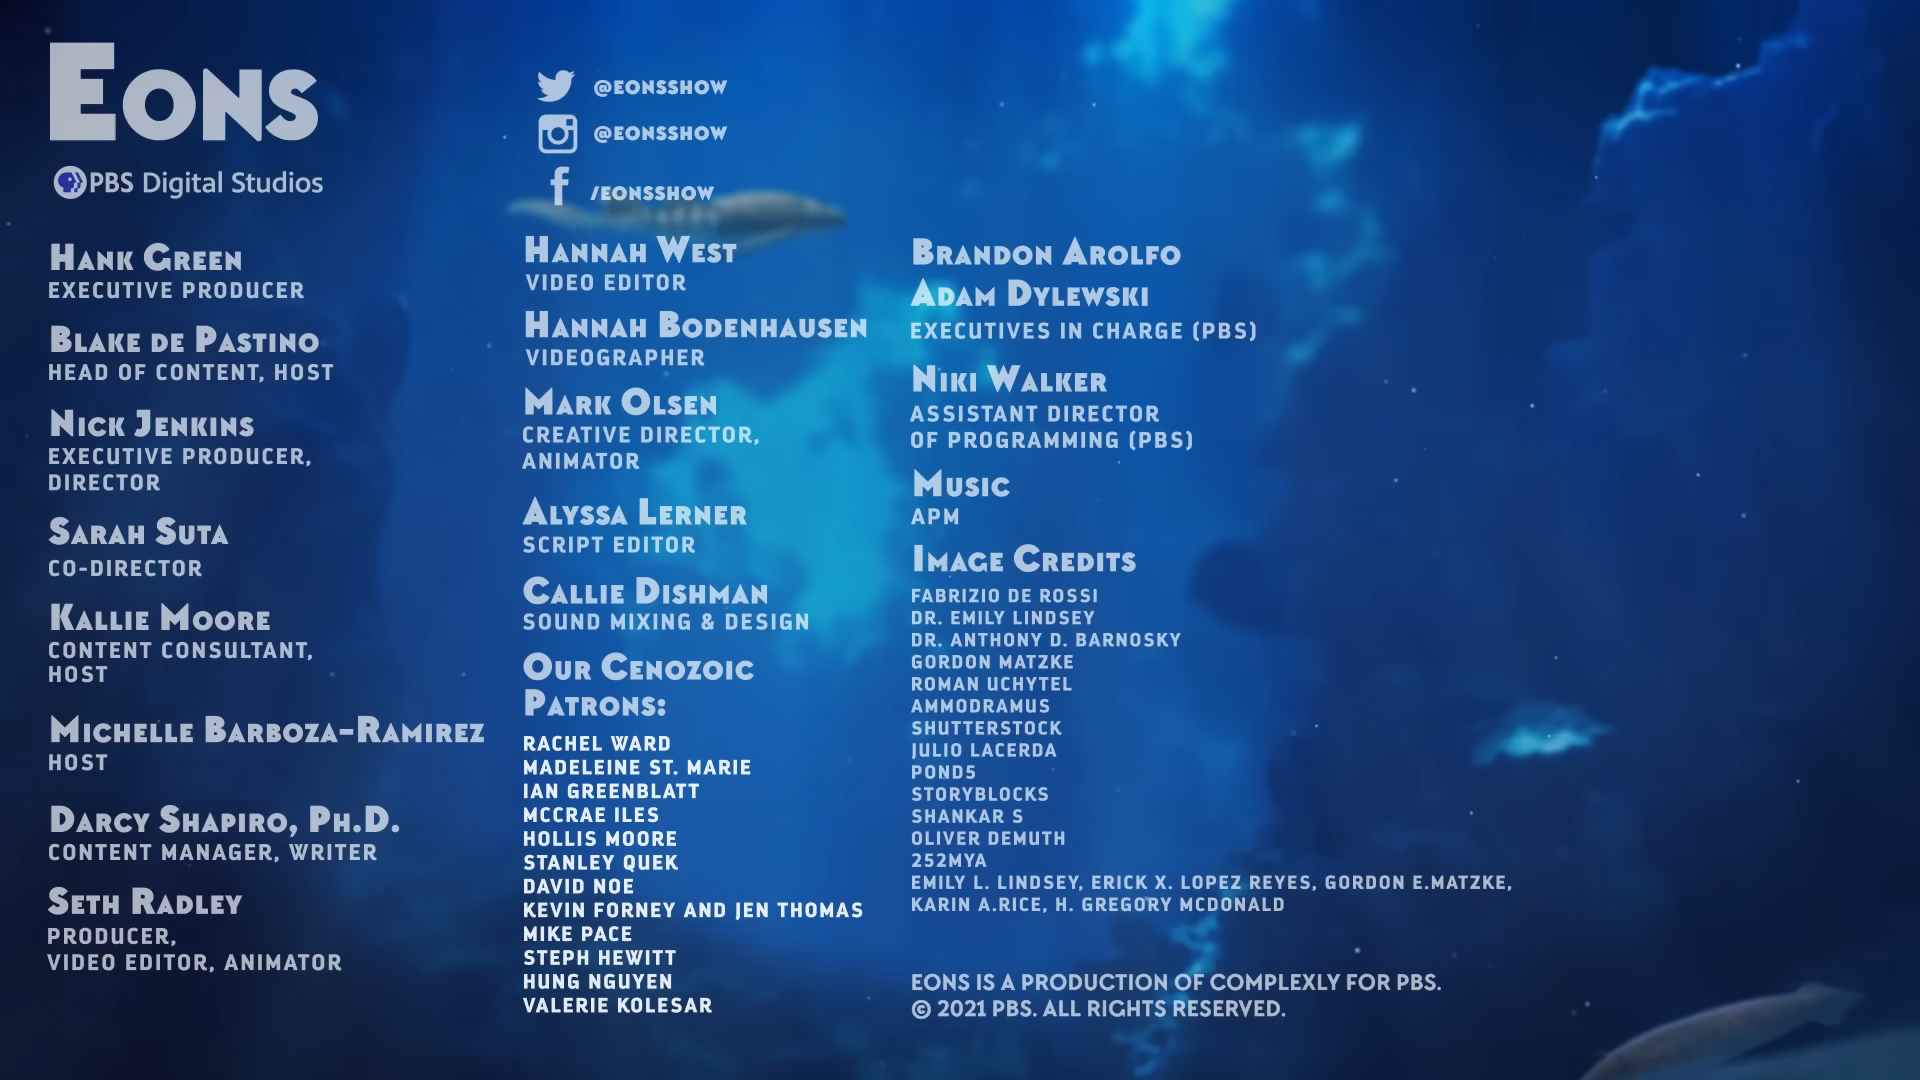 EONS
PBS Digital Studios
HANK GREEN
EXECUTIVE PRODUCER
BLAKE DE PASTINO
HEAD OF CONTENT, HOST
NICK JENKINS
EXECUTIVE PRODUCER,
DIRECTOR
SARAH SUTA
CO-DIRECTOR
KALLIE MOORE
CONTENT CONSULTANT,
HOST
MICHELLE BARBOZA-RAMIREZ
HOST
DARCY SHAPIRO, PH.D.
CONTENT MANAGER, WRITER
SETH RADLEY
PRODUCER,
VIDEO EDITOR, ANIMATOR
@EONSSHOW
@EONSSHOW
/EONSSHOW
HANNAH WEST
VIDEO EDITOR
HANNAH BODENHAUSEN
VIDEOGRAPHER
MARK OLSEN
CREATIVE DIRECTOR,
ANIMATOR
ALYSSA LERNER
SCRIPT EDITOR
CALLIE DISHMAN
SOUND MIXING & DESIGN
OUR CENOZOIC
PATRONS:
RACHEL WARD
MADELEINE ST. MARIE
IAN GREENBLATT
MCCRAE ILES
HOLLIS MOORE
STANLEY QUEK
DAVID NOE
KEVIN FORNEY AND JEN THOMAS
MIKE PACE
STEPH HEWITT
HUNG NGUYEN
VALERIE KOLESAR
BRANDON AROLFO
ADAM DYLEWSKI
EXECUTIVES IN CHARGE (PBS)
NIKI WALKER
ASSISTANT DIRECTOR
OF PROGRAMMING (PBS)
MUSIC
APM
IMAGE CREDITS
FABRIZIO DE ROSSI
DR. EMILY LINDSEY
DR. ANTHONY D. BARNOSKY
GORDON MATZKE
ROMAN UCHYTEL
AMMODRAMUS
SHUTTERSTOCK
JULIO LACERDA
POND5
STORYBLOCKS
SHANKAR S
OLIVER DEMUTH
252MYA
EMILY L. LINDSEY, ERICK X. LOPEZ REYES, GORDON E.MATZKE,
KARIN A.RICE, H. GREGORY MCDONALD
EONS IS A PRODUCTION OF COMPLEXLY FOR PBS.
© 2021 PBS. ALL RIGHTS RESERVED.